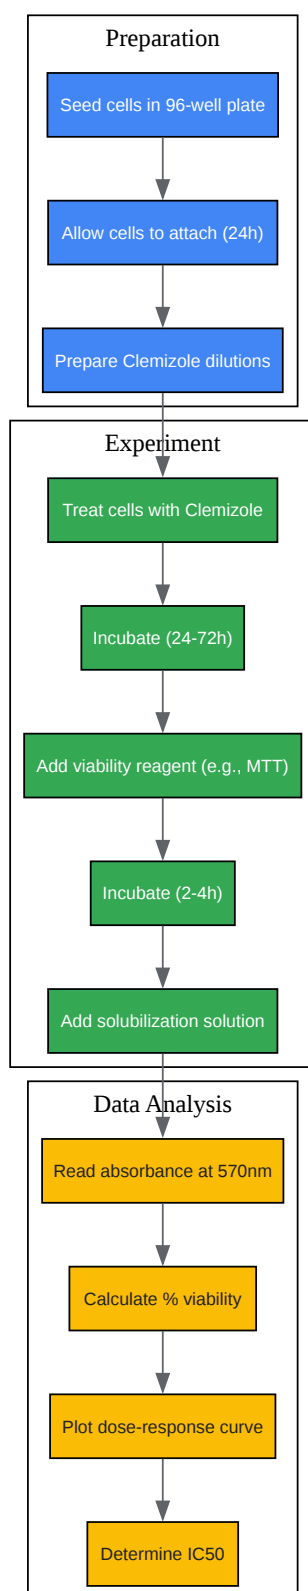 Preparation
Seed cells in 96-well plate
Allow cells to attach (24h)
Prepare Clemizole dilutions
Experiment
Treat cells with Clemizole
Incubate (24-72h)
Add viability reagent (e.g., MTT)
Incubate (2-4h)
Add solubilization solution
Data Analysis
Read absorbance at 570nm
Calculate % viability
Plot dose-response curve
Determine IC50